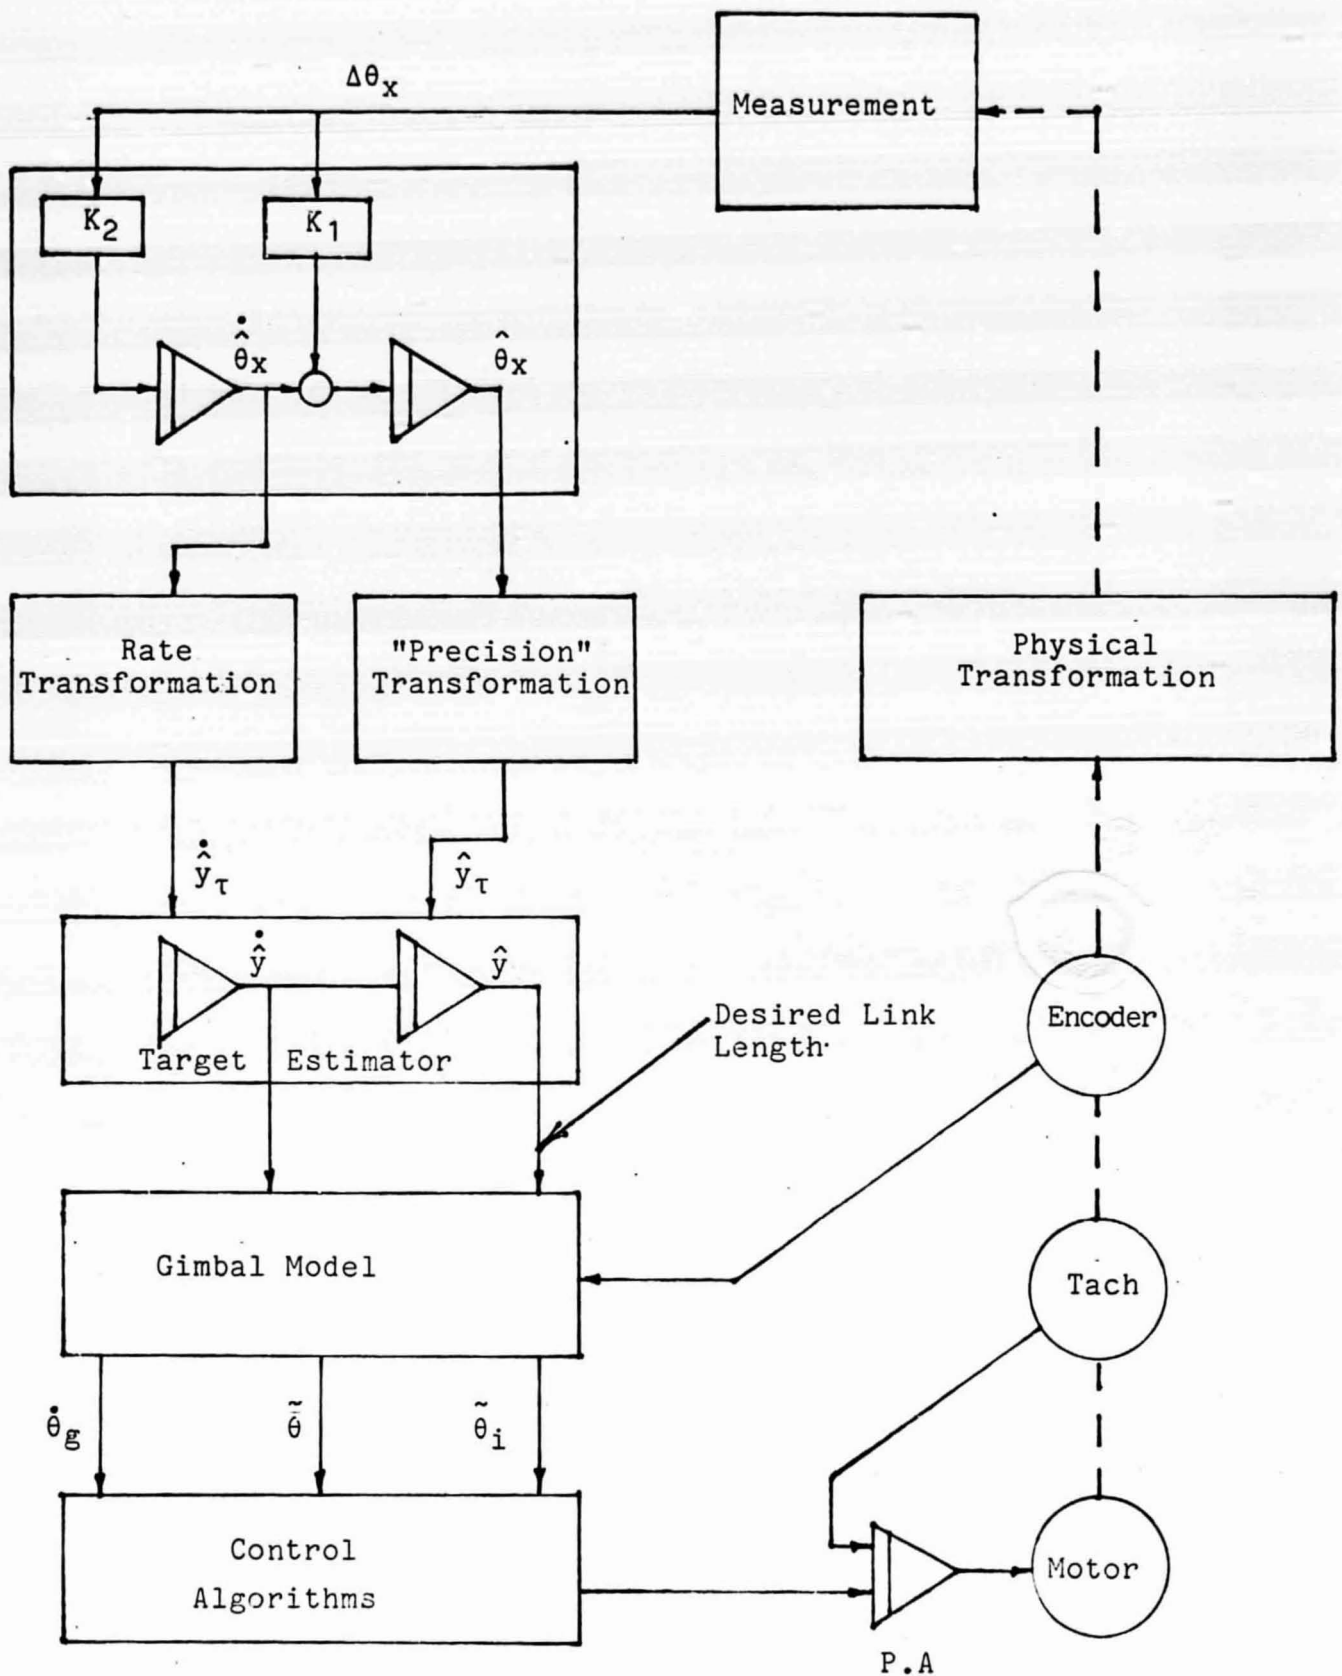 Δθx
Measurement
K2
K1
θ̂̇x
θ̂x
Rate
Transformation
"Precision"
Transformation
Physical
Transformation
ŷ̇τ
ŷτ
ŷ̇
ŷ
Target Estimator
Desired Link
Length
Encoder
Gimbal Model
Tach
θ̇g
θ̃
θ̃i
Control
Algorithms
Motor
P.A